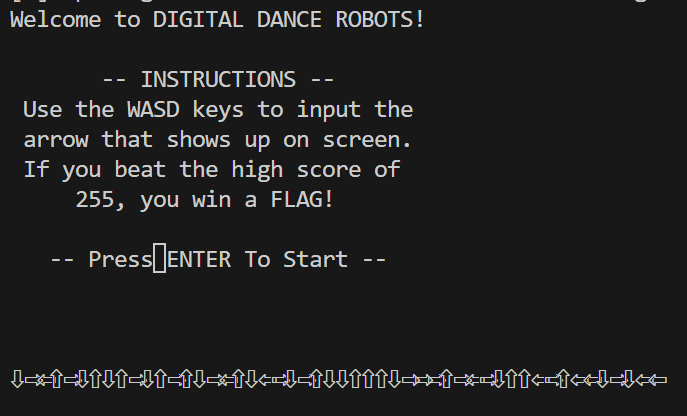 Welcome to DIGITAL DANCE ROBOTS!
-- INSTRUCTIONS --
Use the WASD keys to input the
arrow that shows up on screen.
If you beat the high score of
255, you win a FLAG!
-- Press ENTER To Start --